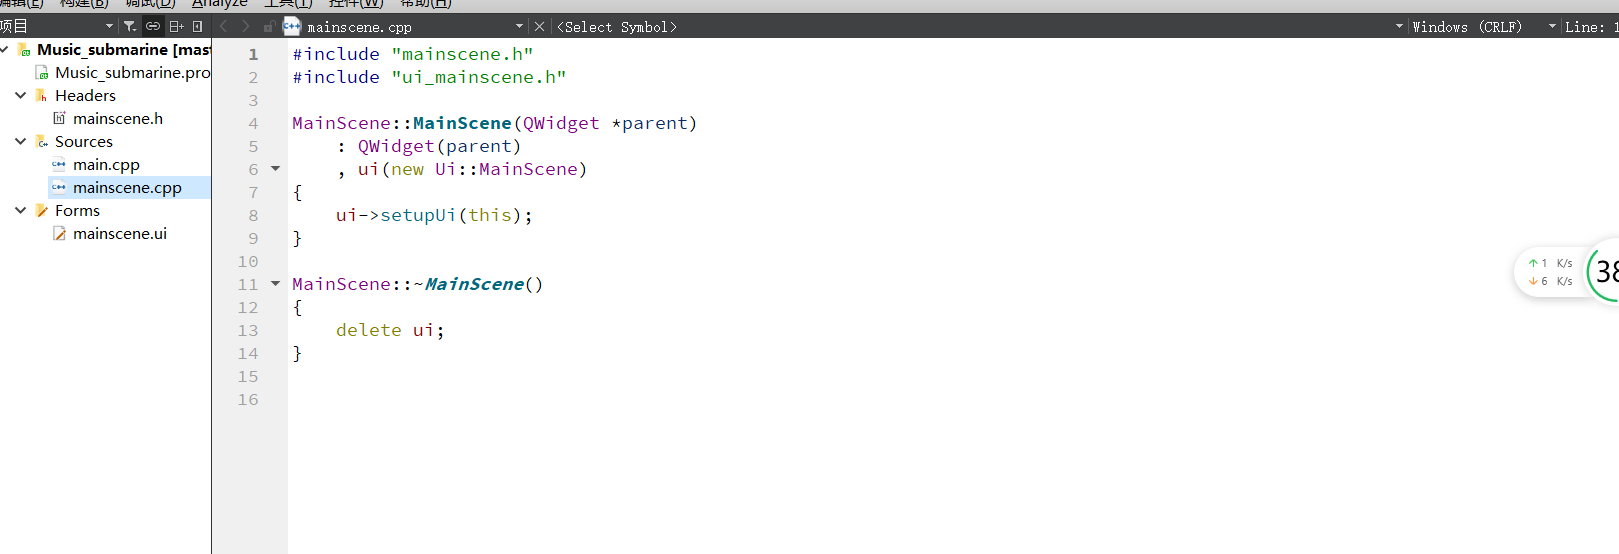 编辑(E) 构建(B) 调试(D) Analyze 工具(T) 控件(W) 帮助(H)
项目
mainscene.cpp
<Select Symbol>
Windows (CRLF)
Line: 1
Music_submarine [mast
Music_submarine.pro
Headers
mainscene.h
Sources
main.cpp
mainscene.cpp
Forms
mainscene.ui
1 #include "mainscene.h"
2 #include "ui_mainscene.h"
3
4 MainScene::MainScene(QWidget *parent)
5 : QWidget(parent)
6 , ui(new Ui::MainScene)
7 {
8 ui->setupUi(this);
9 }
10
11 MainScene::~MainScene()
12 {
13 delete ui;
14 }
15
16
1 K/s
6 K/s
38